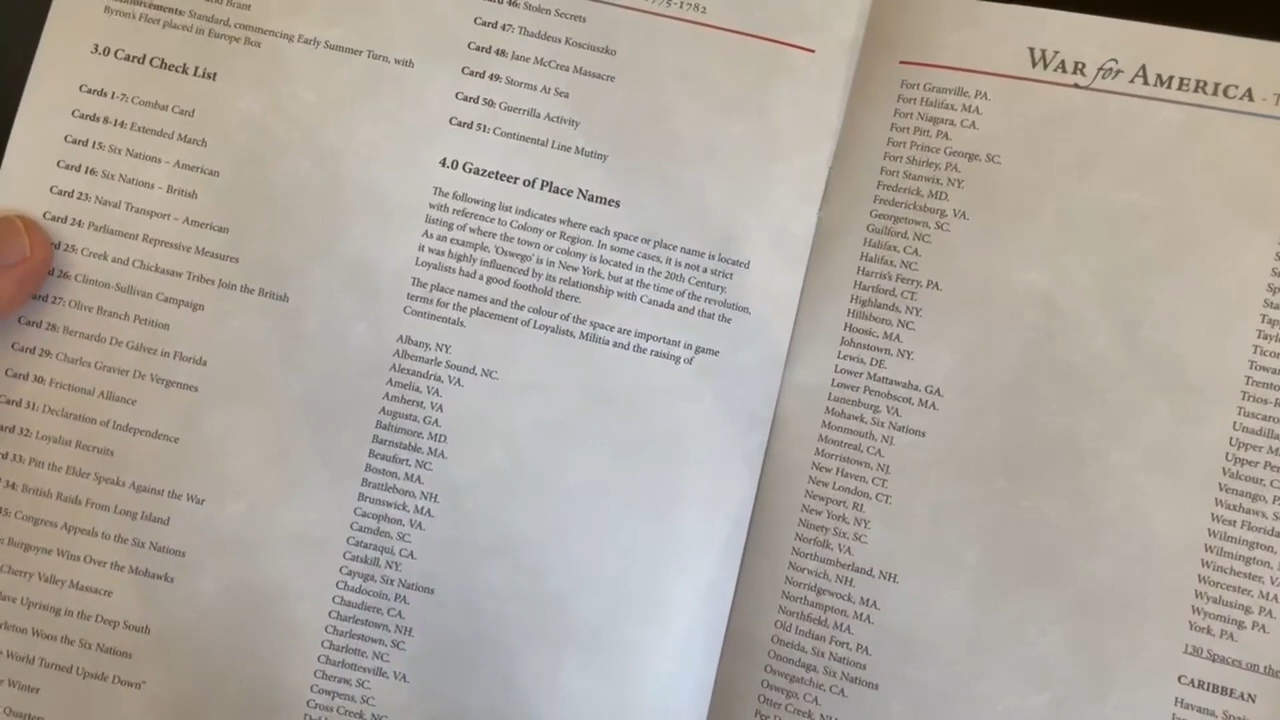 and Brant
Reinforcements: Standard, commencing Early Summer Turn, with
Byron's Fleet placed in Europe Box
3.0 Card Check List
Cards 1-7: Combat Card
Cards 8-14: Extended March
Card 15: Six Nations – American
Card 16: Six Nations – British
Card 23: Naval Transport – American
Card 24: Parliament Repressive Measures
25: Creek and Chickasaw Tribes Join the British
26: Clinton-Sullivan Campaign
27: Olive Branch Petition
Card 28: Bernardo De Gálvez in Florida
Card 29: Charles Gravier De Vergennes
Card 30: Frictional Alliance
Card 31: Declaration of Independence
32: Loyalist Recruits
33: Pitt the Elder Speaks Against the War
34: British Raids From Long Island
Congress Appeals to the Six Nations
Burgoyne Wins Over the Mohawks
Cherry Valley Massacre
Uprising in the Deep South
Woos the Six Nations
World Turned Upside Down"
Winter
1775-1782
46: Stolen Secrets
Card 47: Thaddeus Kosciuszko
Card 48: Jane McCrea Massacre
Card 49: Storms At Sea
Card 50: Guerrilla Activity
Card 51: Continental Line Mutiny
4.0 Gazeteer of Place Names
The following list indicates where each space or place name is located
with reference to Colony or Region. In some cases, it is not a strict
listing of where the town or colony is located in the 20th Century.
As an example, 'Oswego' is in New York, but at the time of the revolution,
it was highly influenced by its relationship with Canada and that the
Loyalists had a good foothold there.
The place names and the colour of the space are important in game
terms for the placement of Loyalists, Militia and the raising of
Continentals.
Albany, NY.
Albemarle Sound, NC.
Alexandria, VA.
Amelia, VA.
Amherst, VA
Augusta, GA.
Baltimore, MD.
Barnstable, MA.
Beaufort, NC.
Boston, MA.
Brattleboro, NH.
Brunswick, MA.
Cacophon, VA.
Camden, SC.
Cataraqui, CA.
Catskill, NY.
Cayuga, Six Nations
Chadocoin, PA.
Chaudiere, CA.
Charlestown, NH.
Charlestown, SC.
Charlotte, NC.
Charlottesville, VA.
Cheraw, SC.
Cowpens, SC.
Cross Creek, NC
War for America - T
Fort Granville, PA.
Fort Halifax, MA.
Fort Niagara, CA.
Fort Pitt, PA.
Fort Prince George, SC.
Fort Shirley, PA.
Fort Stanwix, NY.
Frederick, MD.
Fredericksburg, VA.
Georgetown, SC.
Guilford, NC.
Halifax, CA.
Halifax, NC.
Harris's Ferry, PA.
Hartford, CT.
Highlands, NY.
Hillsboro, NC.
Hoosic, MA.
Johnstown, NY.
Lewis, DE.
Lower Mattawaha, GA.
Lower Penobscot, MA.
Lunenburg, VA.
Mohawk, Six Nations
Monmouth, NJ.
Montreal, CA.
Morristown, NJ.
New Haven, CT.
New London, CT.
Newport, RI.
New York, NY.
Ninety Six, SC.
Norfolk, VA.
Northumberland, NH.
Norwich, NH.
Norridgewock, MA.
Northampton, MA.
Northfield, MA.
Old Indian Fort, PA.
Oneida, Six Nations
Onondaga, Six Nations
Oswegatchie, CA.
Oswego, CA.
Otter Creek,
Trento
Tuscaro
Unadilla
Upper M
Upper Pe
Valcour, C
Venango, P
Waxhaws, S
West Florida
Wilmington,
Wilmington,
Winchester, VA
Worcester, MA
Wyalusing, PA.
Wyoming, PA.
York, PA.
130 Spaces on the
CARIBBEAN
Havana,